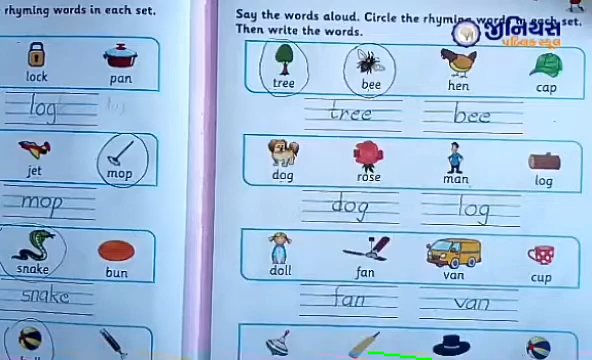 rhyming words in each set.
lock pan
log
jet mop
mop
snake bun
snake
Say the words aloud. Circle the rhyming words in each set.
Then write the words.
જીનિયસ
પબ્લિક સ્કૂલ
tree bee hen cap
tree bee
dog rose man log
dog log
doll fan van cup
fan van